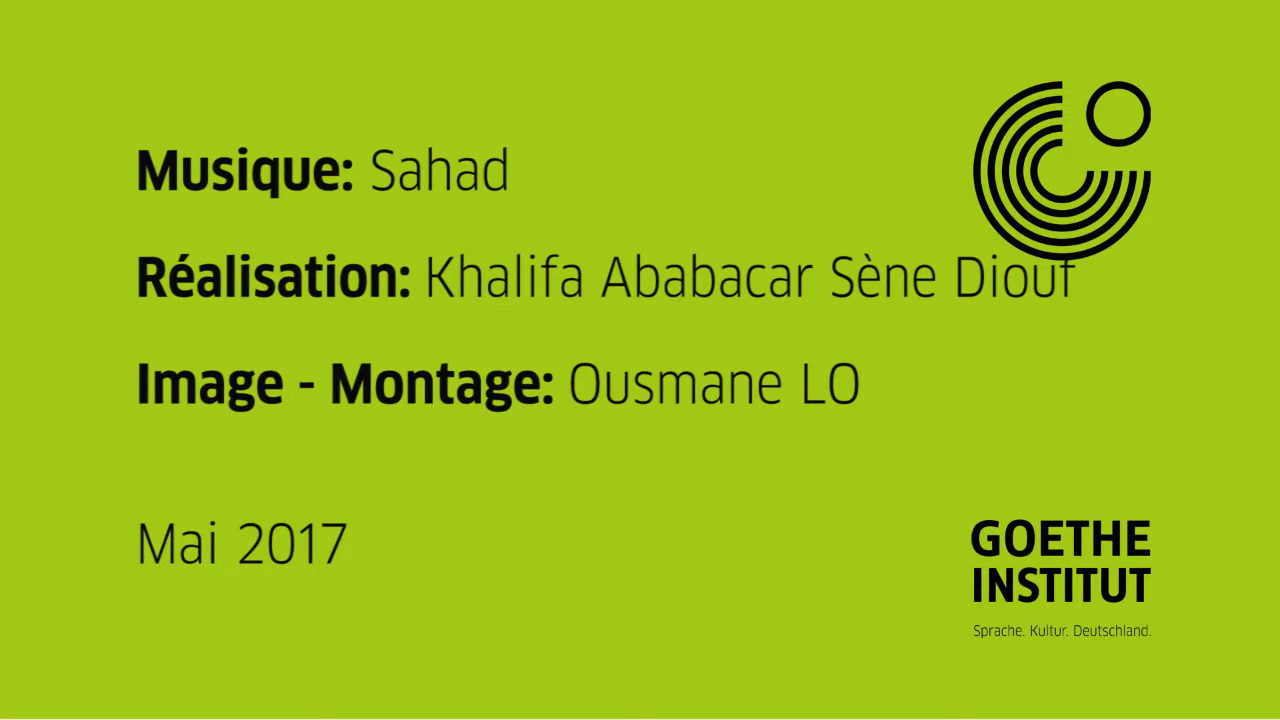 Musique: Sahad
Réalisation: Khalifa Ababacar Sène Diouf
Image - Montage: Ousmane LO
Mai 2017
GOETHE
INSTITUT
Sprache. Kultur. Deutschland.